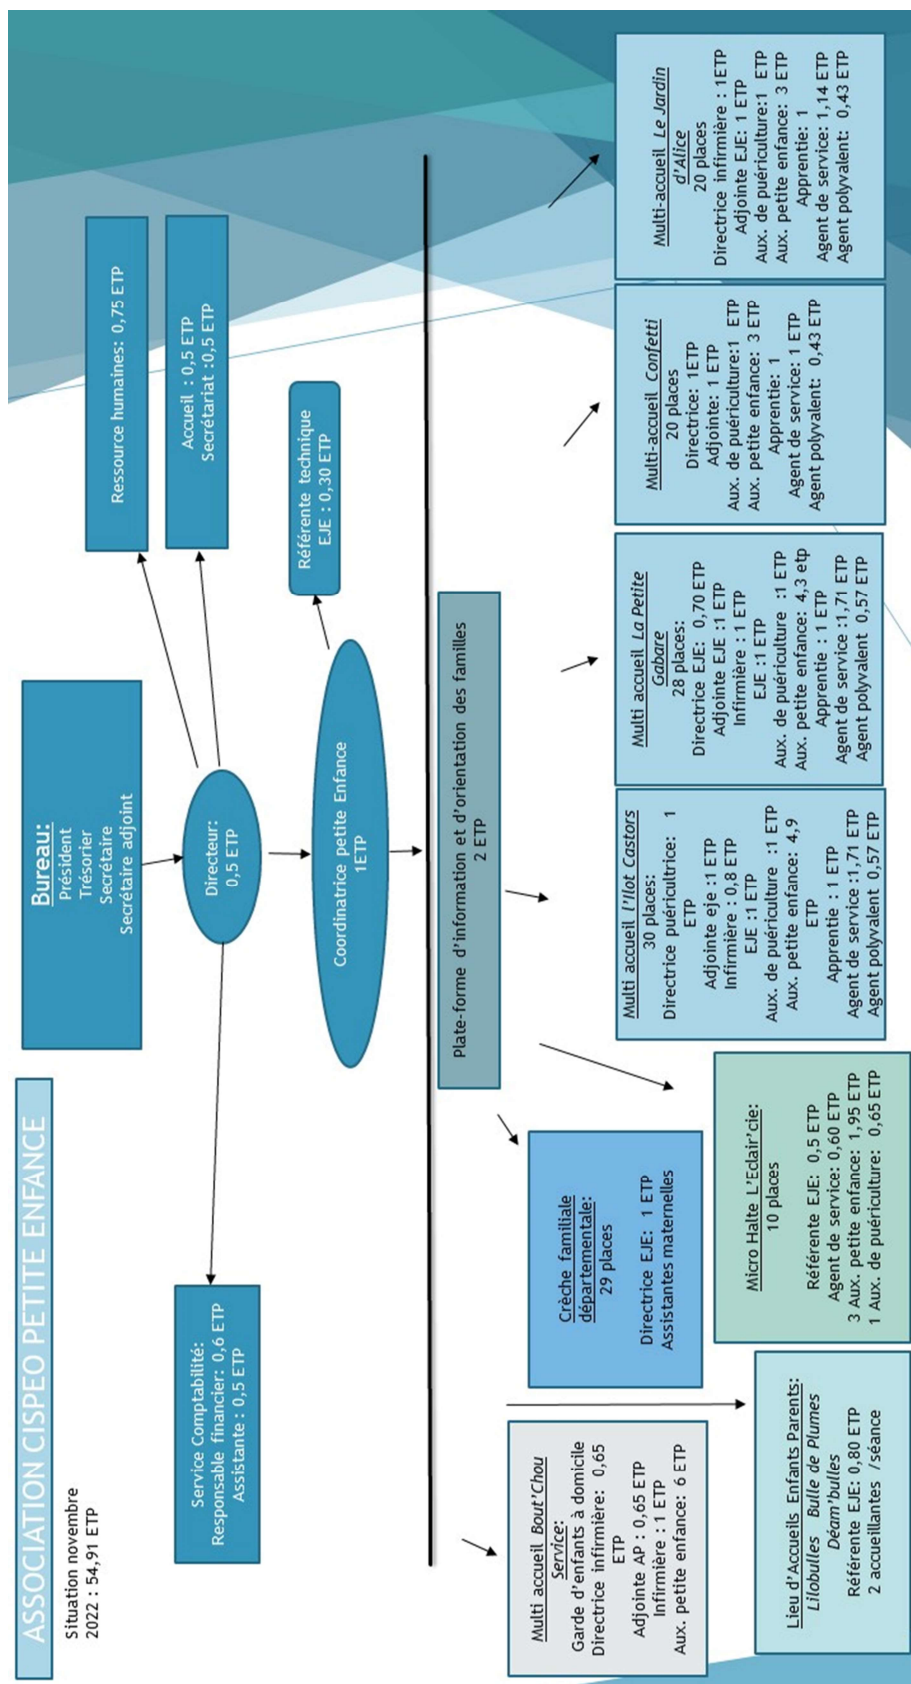 ASSOCIATION CISPEO PETITE ENFANCE
Situation novembre
2022 : 54,91 ETP
Bureau:
Président
Trésorier
Secrétaire
Secrétaire adjoint
Ressource humaines: 0,75 ETP
Accueil : 0,5 ETP
Secrétariat :0,5 ETP
Directeur:
0,5 ETP
Service Comptabilité:
Responsable financier: 0,6 ETP
Assistante : 0,5 ETP
Référente technique
EJE : 0,30 ETP
Coordinatrice petite Enfance
1ETP
Plate-forme d'information et d'orientation des familles
2 ETP
Multi accueil Bout'Chou
Service:
Garde d'enfants à domicile
Directrice infirmière: 0,65
ETP
Adjointe AP : 0,65 ETP
Infirmière : 1 ETP
Aux. petite enfance: 6 ETP
Crèche familiale
départementale:
29 places
Directrice EJE: 1 ETP
Assistantes maternelles
Lieu d'Accueils Enfants Parents:
Lilobulles Bulle de Plumes
Déam'bulles
Référente EJE: 0,80 ETP
2 accueillantes /séance
Micro Halte L'Eclair'cie:
10 places
Référente EJE: 0,5 ETP
Agent de service: 0,60 ETP
3 Aux. petite enfance: 1,95 ETP
1 Aux. de puériculture: 0,65 ETP
Multi accueil l'Ilot Castors
30 places:
Directrice puéricultrice: 1
ETP
Adjointe eje :1 ETP
Infirmière : 0,8 ETP
EJE :1 ETP
Aux. de puériculture :1 ETP
Aux. petite enfance: 4,9
ETP
Apprentie : 1 ETP
Agent de service :1,71 ETP
Agent polyvalent 0,57 ETP
Multi accueil La Petite
Gabare
28 places:
Directrice EJE: 0,70 ETP
Adjointe EJE :1 ETP
Infirmière : 1 ETP
EJE :1 ETP
Aux. de puériculture :1 ETP
Aux. petite enfance: 4,3 etp
Apprentie : 1 ETP
Agent de service :1,71 ETP
Agent polyvalent 0,57 ETP
Multi-accueil Confetti
20 places
Directrice: 1ETP
Adjointe: 1 ETP
Aux. de puériculture:1 ETP
Aux. petite enfance: 3 ETP
Apprentie: 1
Agent de service: 1 ETP
Agent polyvalent: 0,43 ETP
Multi-accueil Le Jardin
d'Alice
20 places
Directrice infirmière : 1ETP
Adjointe EJE: 1 ETP
Aux. de puériculture:1 ETP
Aux. petite enfance: 3 ETP
Apprentie: 1
Agent de service: 1,14 ETP
Agent polyvalent: 0,43 ETP